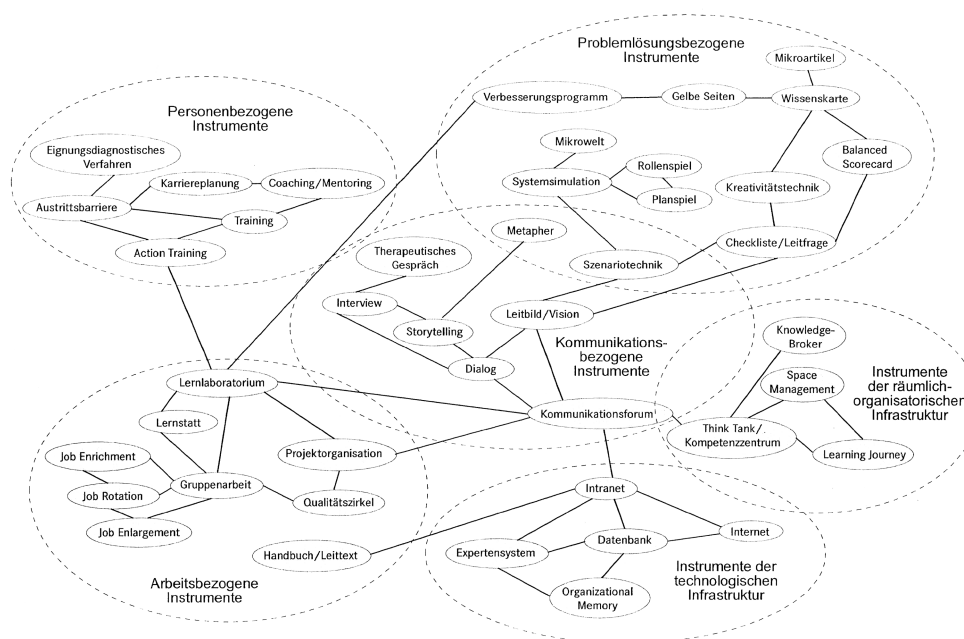 Problemlösungsbezogene
Instrumente
Mikroartikel
Verbesserungsprogramm
Gelbe Seiten
Wissenskarte
Personenbezogene
Instrumente
Eignungsdiagnostisches
Verfahren
Karriereplanung
Coaching/Mentoring
Austrittsbarriere
Training
Action Training
Mikrowelt
Rollenspiel
Systemsimulation
Planspiel
Balanced
Scorecard
Kreativitätstechnik
Checkliste/Leitfrage
Szenariotechnik
Metapher
Therapeutisches
Gespräch
Interview
Storytelling
Leitbild/Vision
Dialog
Kommunikations-
bezogene
Instrumente
Kommunikationsforum
Knowledge-
Broker
Space
Management
Instrumente
der räumlich-
organisatorischen
Infrastruktur
Think Tank/
Kompetenzzentrum
Learning Journey
Lernlaboratorium
Lernstatt
Job Enrichment
Projektorganisation
Gruppenarbeit
Job Rotation
Qualitätszirkel
Job Enlargement
Handbuch/Leittext
Arbeitsbezogene
Instrumente
Intranet
Internet
Datenbank
Expertensystem
Organizational
Memory
Instrumente der
technologischen
Infrastruktur